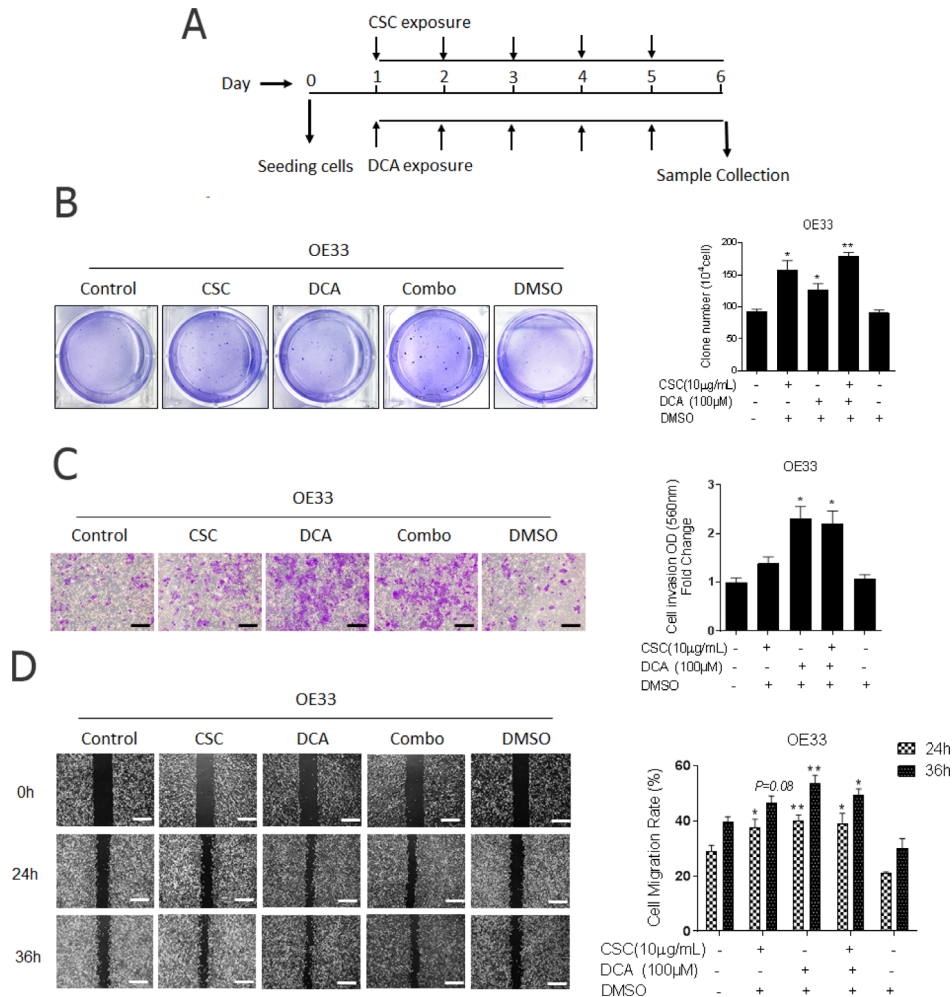 A
CSC exposure
Day
0 1 2 3 4 5 6
Seeding cells
DCA exposure
Sample Collection
B
OE33
Control CSC DCA Combo DMSO
OE33
Clone number (10^4cell)
200
150
100
50
0
CSC(10μg/mL) - + - + -
DCA (100μM) - - + + -
DMSO - + + + +
* * **
C
OE33
Control CSC DCA Combo DMSO
OE33
Cell invasion OD (560nm)
Fold Change
3
2
1
0
* *
CSC(10μg/mL) - + - + -
DCA (100μM) - - + + -
DMSO - + + + +
D
OE33
Control CSC DCA Combo DMSO
0h
24h
36h
OE33
24h
36h
Cell Migration Rate (%)
60
40
20
0
P=0.08
* ** ** * *
CSC(10μg/mL) - + - + -
DCA (100μM) - - + + -
DMSO - + + + +